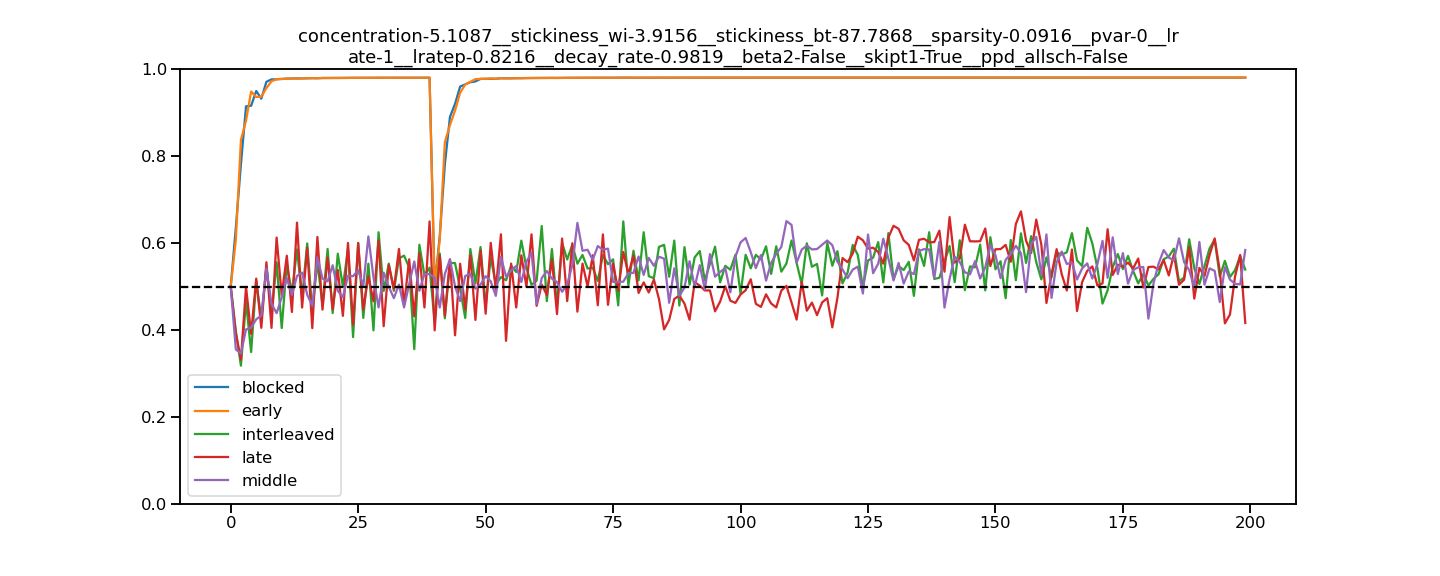 concentration-5.1087__stickiness_wi-3.9156__stickiness_bt-87.7868__sparsity-0.0916__pvar-0__lr
ate-1__lratep-0.8216__decay_rate-0.9819__beta2-False__skipt1-True__ppd_allsch-False
1.0
0.8
0.6
0.4
0.2
0.0
blocked
early
interleaved
late
middle
0 25 50 75 100 125 150 175 200